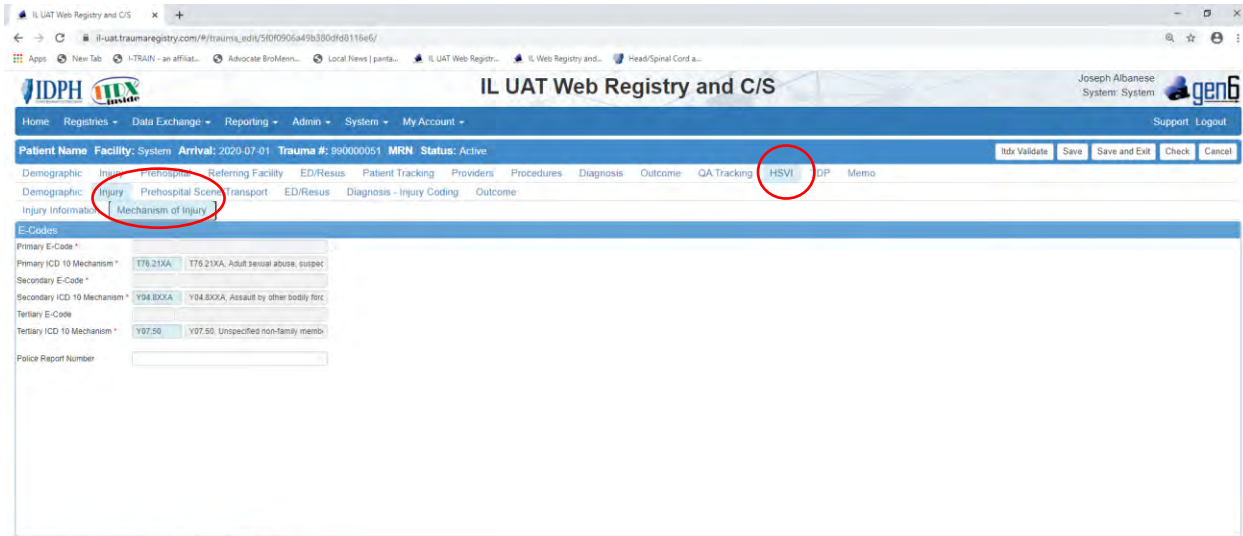 IL UAT Web Registry and C/S × +
il-uat.traumaregistry.com/#/trauma_edit/5f0f0906a49b380dfd8116e6/
Apps New Tab I-TRAIN - an affiliat... Advocate BroMenn... Local News | panta... IL UAT Web Registr... IL Web Registry and... Head/Spinal Cord a...
IDPH ITDX inside IL UAT Web Registry and C/S Joseph Albanese
System: System gen6
Home Registries Data Exchange Reporting Admin System My Account Support Logout
Patient Name Facility: System Arrival: 2020-07-01 Trauma #: 990000051 MRN Status: Active Itdx Validate Save Save and Exit Check Cancel
Demographic Injury Prehospital Referring Facility ED/Resus Patient Tracking Providers Procedures Diagnosis Outcome QA Tracking HSVI TDP Memo
Demographic Injury Prehospital Scene/Transport ED/Resus Diagnosis - Injury Coding Outcome
Injury Information Mechanism of Injury
E-Codes
Primary E-Code *
Primary ICD 10 Mechanism * T76.21XA T76.21XA, Adult sexual abuse, suspec
Secondary E-Code *
Secondary ICD 10 Mechanism * Y04.8XXA Y04.8XXA, Assault by other bodily forc
Tertiary E-Code
Tertiary ICD 10 Mechanism * Y07.50 Y07.50, Unspecified non-family membe
Police Report Number